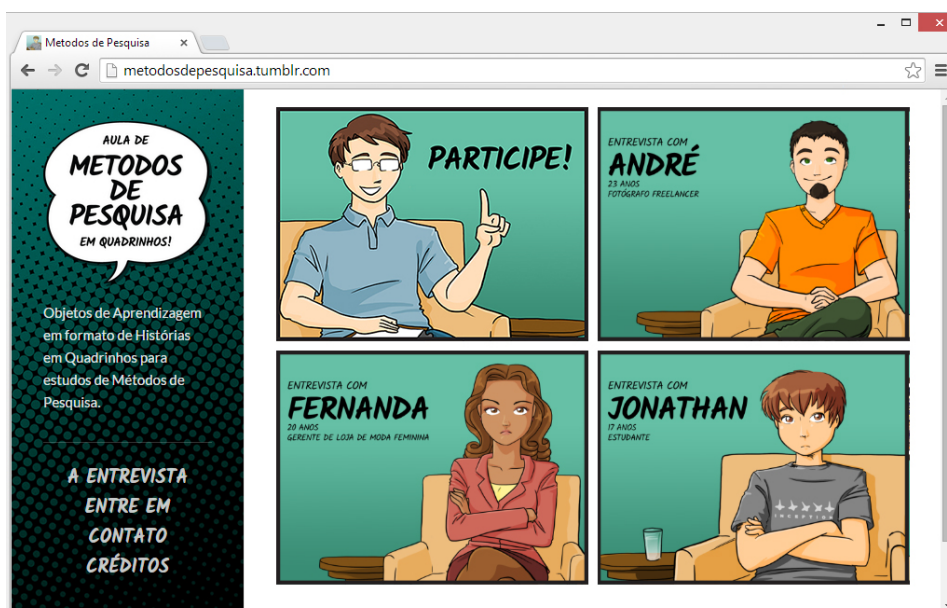 Metodos de Pesquisa
metodosdepesquisa.tumblr.com
AULA DE
METODOS
DE
PESQUISA
EM QUADRINHOS!
Objetos de Aprendizagem
em formato de Histórias
em Quadrinhos para
estudos de Métodos de
Pesquisa.
A ENTREVISTA
ENTRE EM
CONTATO
CRÉDITOS
PARTICIPE!
ENTREVISTA COM
ANDRÉ
23 ANOS
FOTÓGRAFO FREELANCER
ENTREVISTA COM
FERNANDA
20 ANOS
GERENTE DE LOJA DE MODA FEMININA
ENTREVISTA COM
JONATHAN
17 ANOS
ESTUDANTE
INCEPTION